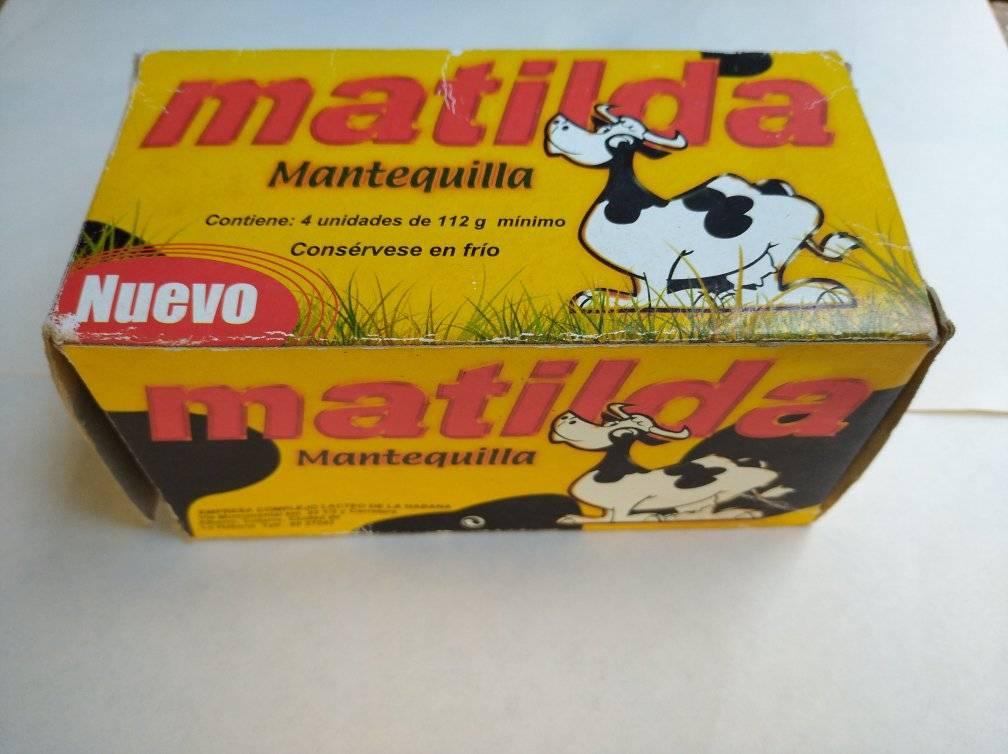 matilda
Mantequilla
Contiene: 4 unidades de 112 g mínimo
Consérvese en frío
Nuevo
matilda
Mantequilla
EMPRESA COMPLEJO LACTEO DE LA HABANA